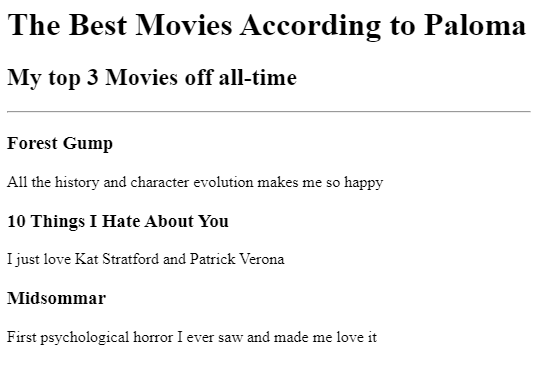 The Best Movies According to Paloma
My top 3 Movies off all-time
Forest Gump
All the history and character evolution makes me so happy
10 Things I Hate About You
I just love Kat Stratford and Patrick Verona
Midsommar
First psychological horror I ever saw and made me love it